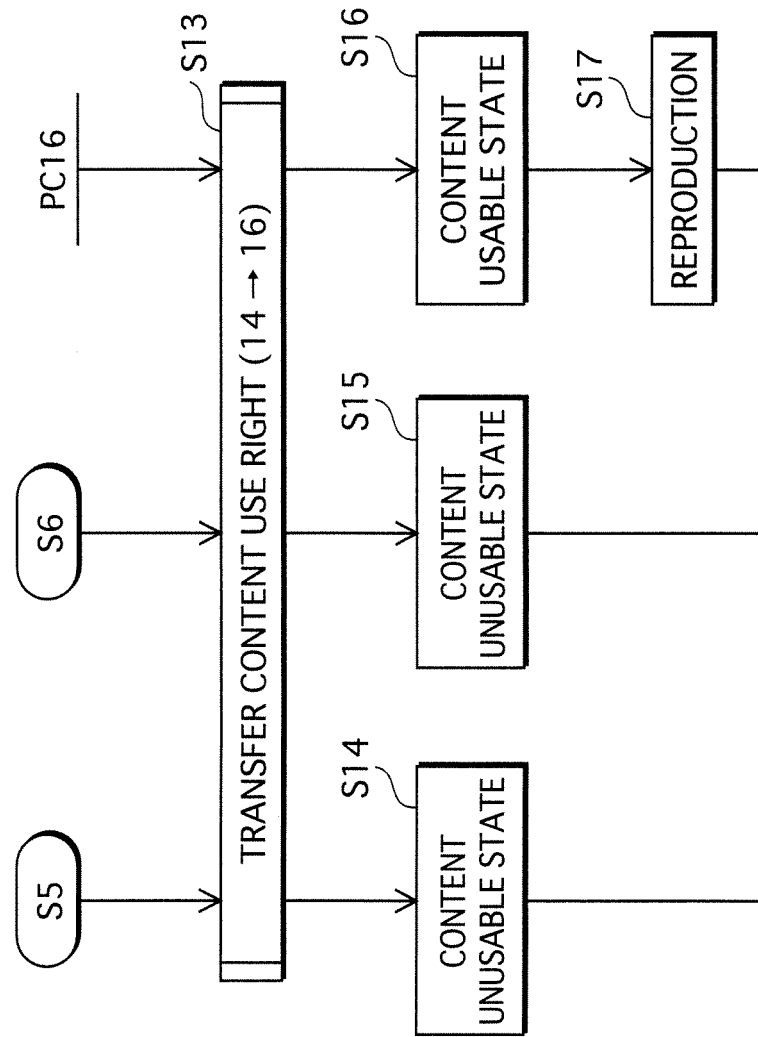 S5
S6
PC16
S13
TRANSFER CONTENT USE RIGHT (14 → 16)
S14
CONTENT
UNUSABLE STATE
S15
CONTENT
UNUSABLE STATE
S16
CONTENT
USABLE STATE
S17
REPRODUCTION